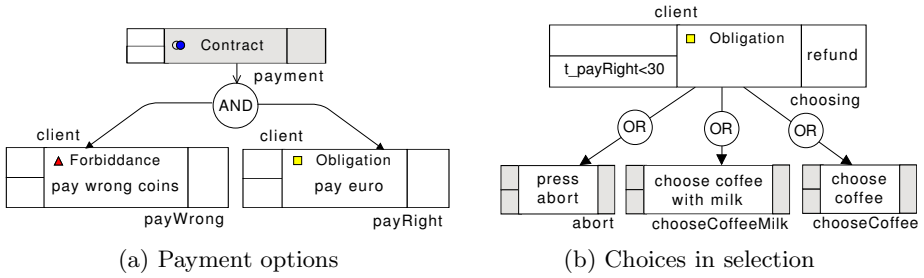 Contract
payment
AND
client
Forbiddance
pay wrong coins
payWrong
client
Obligation
pay euro
payRight
(a) Payment options
client
Obligation
t_payRight<30
refund
choosing
OR
OR
OR
press
abort
abort
choose coffee
with milk
chooseCoffeeMilk
choose
coffee
chooseCoffee
(b) Choices in selection